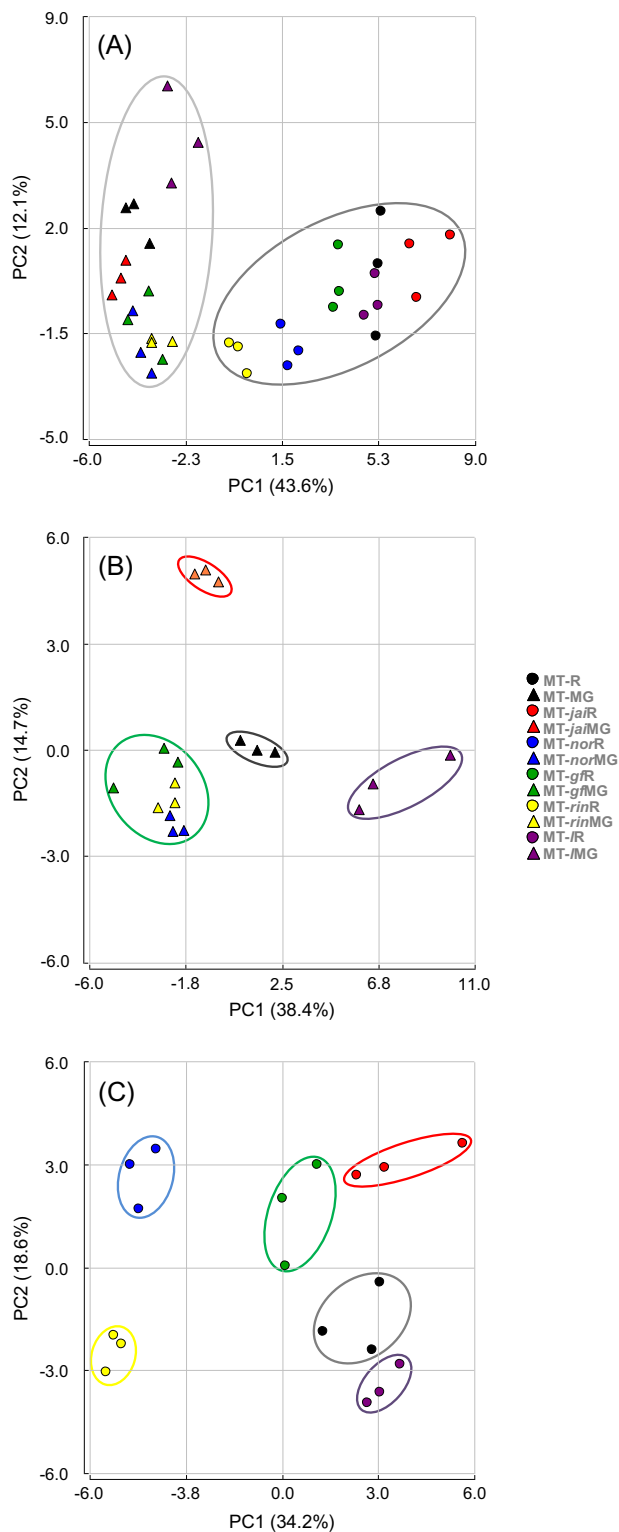 (A)
9.0
5.0
2.0
-1.5
-5.0
PC2 (12.1%)
-6.0 -2.3 1.5 5.3 9.0
PC1 (43.6%)
(B)
6.0
3.0
0.0
-3.0
-6.0
PC2 (14.7%)
-6.0 -1.8 2.5 6.8 11.0
PC1 (38.4%)
MT-R
MT-MG
MT-jaiR
MT-jaiMG
MT-norR
MT-norMG
MT-gfR
MT-gfMG
MT-rinR
MT-rinMG
MT-lR
MT-lMG
(C)
6.0
3.0
0.0
-3.0
-6.0
PC2 (18.6%)
-6.0 -3.8 0.0 3.0 6.0
PC1 (34.2%)